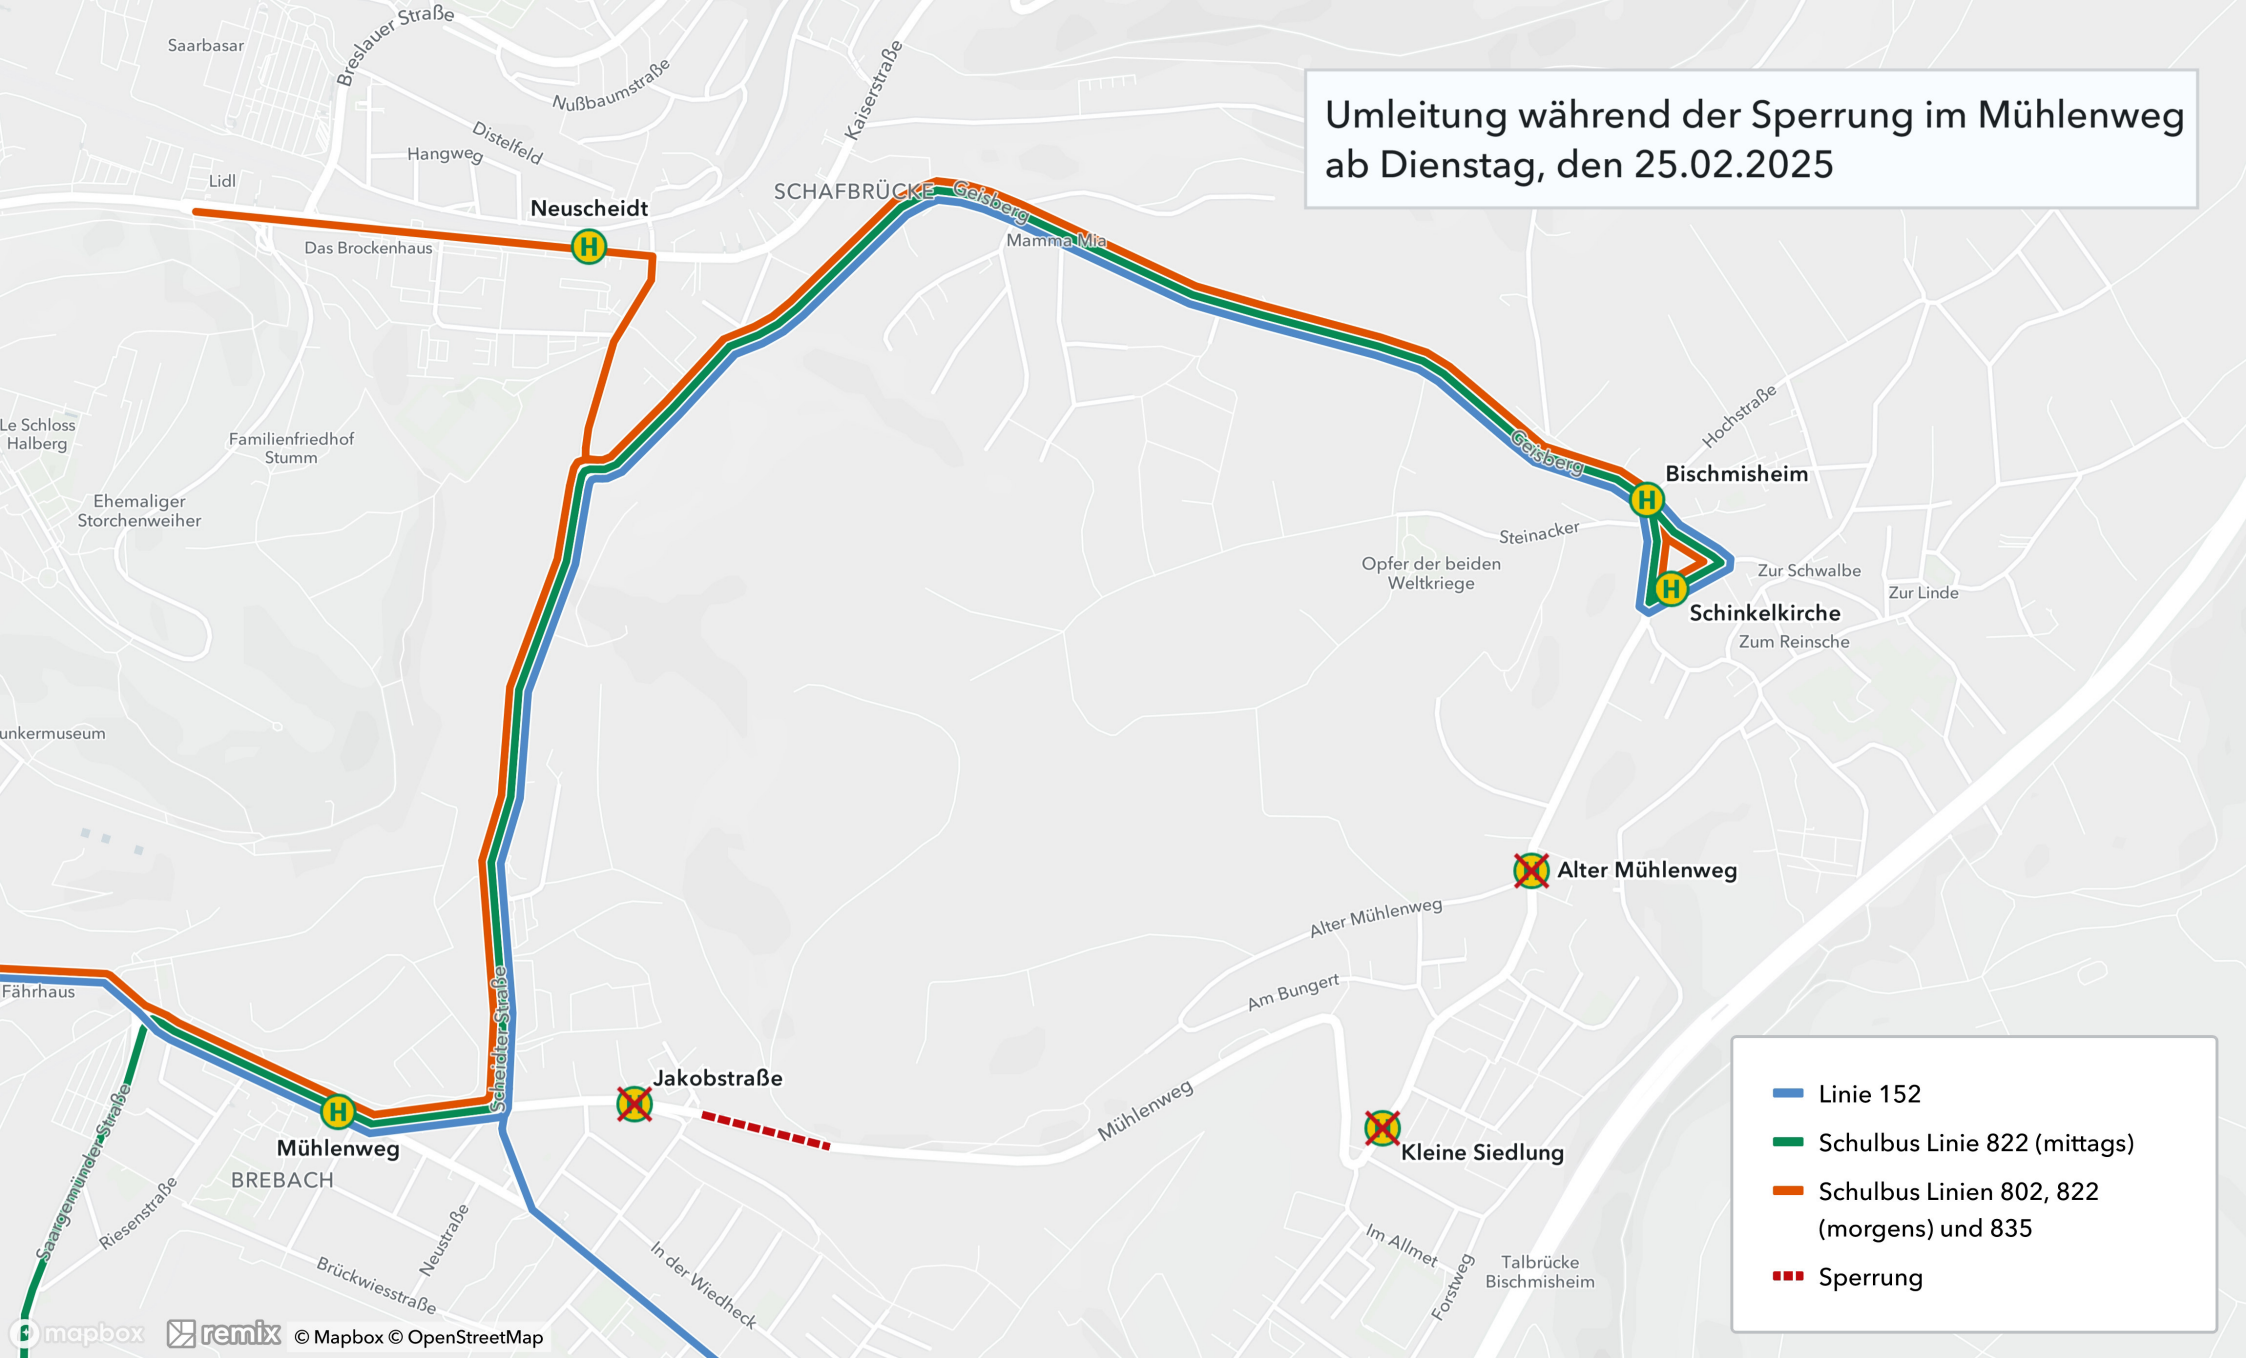 Saarbasar
Breslauer Straße
Nußbaumstraße
Kaiserstraße
Distelfeld
Hangweg
Lidl
Umleitung während der Sperrung im Mühlenweg
ab Dienstag, den 25.02.2025
SCHAFBRÜCKE
Geisberg
Neuscheidt
H
Das Brockenhaus
Mamma Mia
Le Schloss
Halberg
Familienfriedhof
Stumm
Hochstraße
Geisberg
Bischmisheim
H
Ehemaliger
Storchenweiher
Steinacker
Opfer der beiden
Weltkriege
Zur Schwalbe
H
Zur Linde
Schinkelkirche
Zum Reinsche
unkermuseum
Alter Mühlenweg
Alter Mühlenweg
Am Bungert
Fährhaus
Scheidter Straße
Jakobstraße
Mühlenweg
H
Mühlenweg
Kleine Siedlung
BREBACH
Saargemünder Straße
Riesenstraße
Neustraße
Brückwiesstraße
In der Wiedheck
Im Allmet
Forstweg
Talbrücke
Bischmisheim
Linie 152
Schulbus Linie 822 (mittags)
Schulbus Linien 802, 822
(morgens) und 835
Sperrung
mapbox
remix
© Mapbox © OpenStreetMap